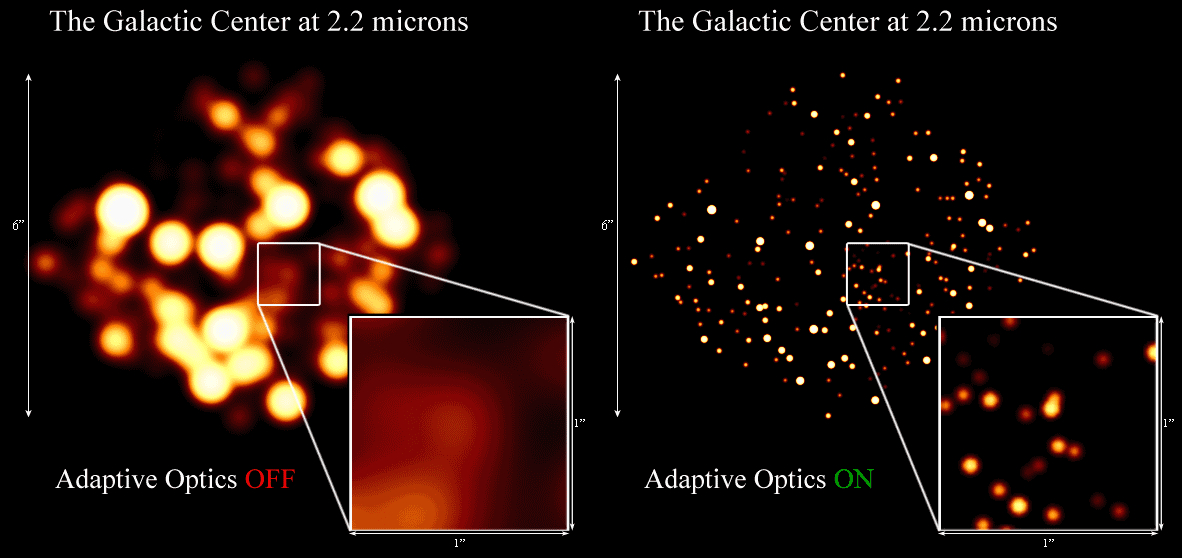 The Galactic Center at 2.2 microns
6"
1"
1"
Adaptive Optics OFF
The Galactic Center at 2.2 microns
6"
1"
1"
Adaptive Optics ON